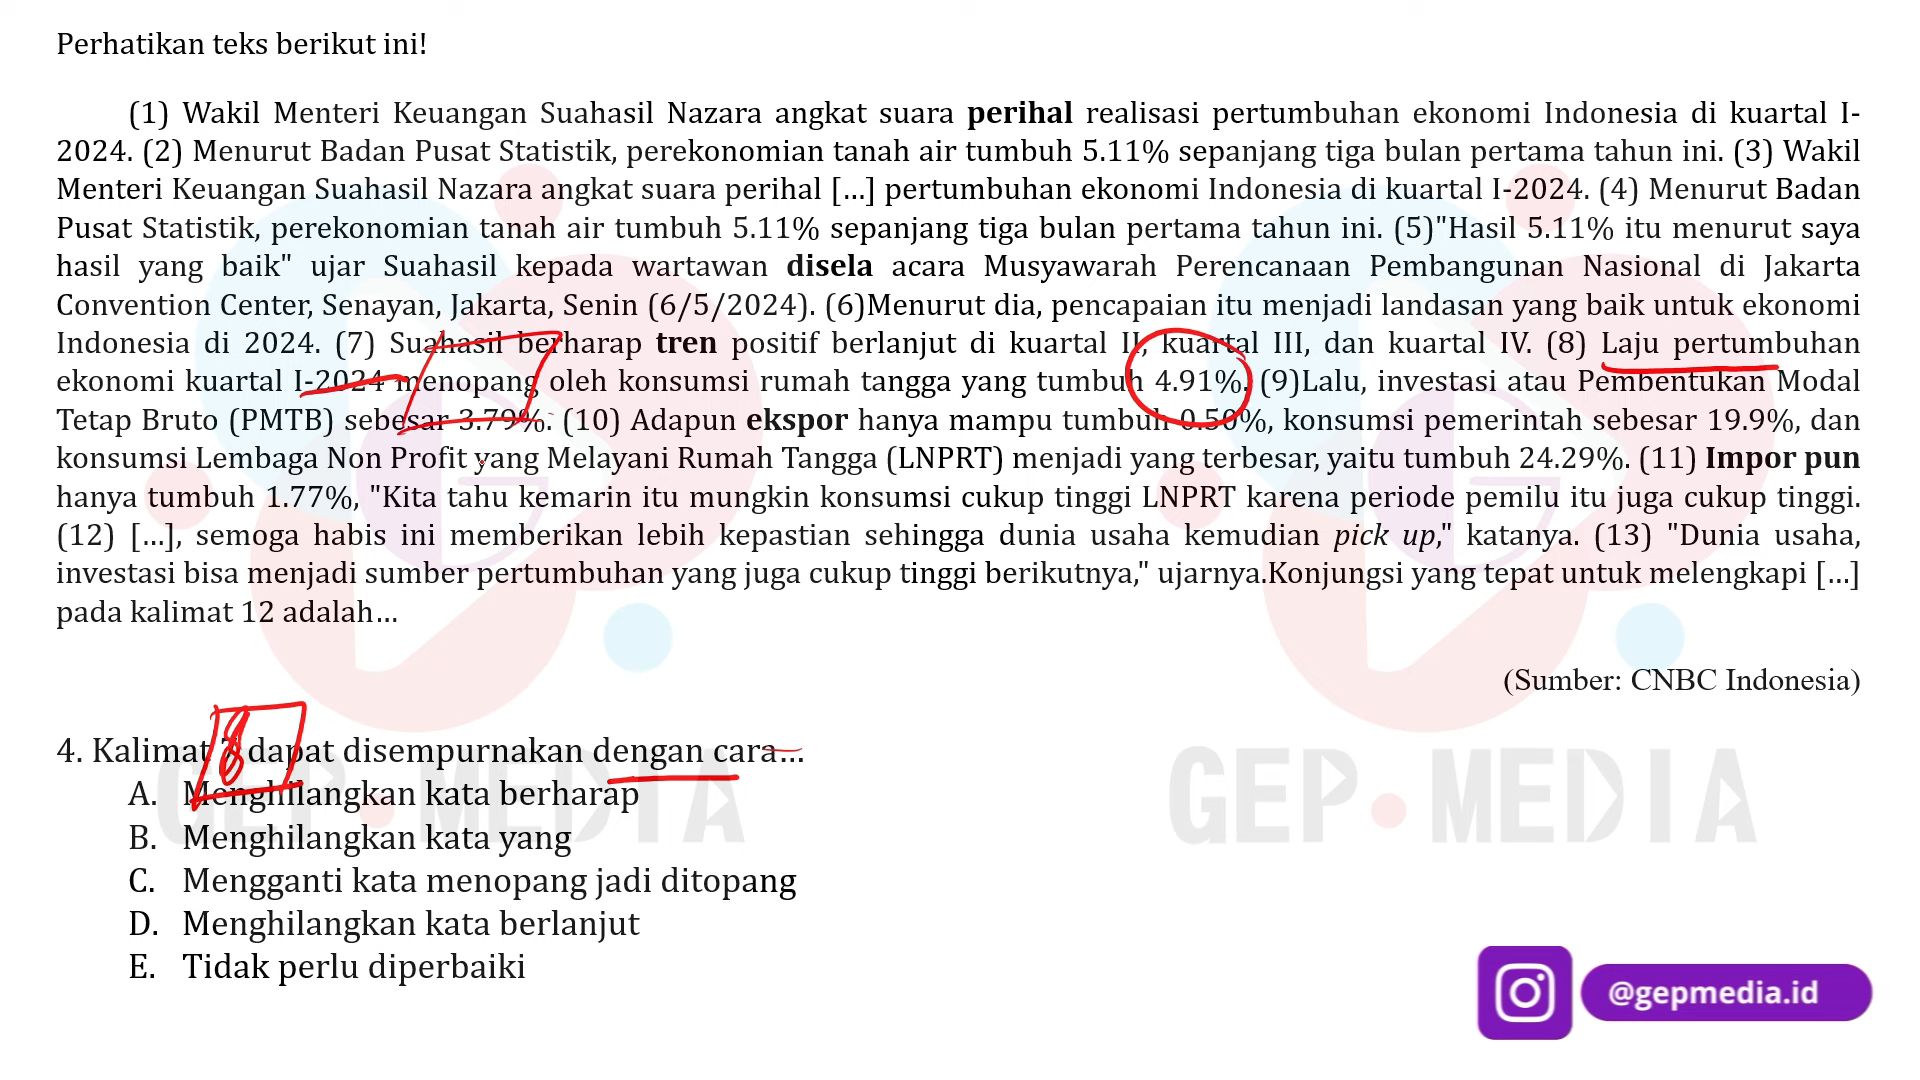 Perhatikan teks berikut ini!
(1) Wakil Menteri Keuangan Suahasil Nazara angkat suara perihal realisasi pertumbuhan ekonomi Indonesia di kuartal I-
2024. (2) Menurut Badan Pusat Statistik, perekonomian tanah air tumbuh 5.11% sepanjang tiga bulan pertama tahun ini. (3) Wakil
Menteri Keuangan Suahasil Nazara angkat suara perihal [...] pertumbuhan ekonomi Indonesia di kuartal I-2024. (4) Menurut Badan
Pusat Statistik, perekonomian tanah air tumbuh 5.11% sepanjang tiga bulan pertama tahun ini. (5)"Hasil 5.11% itu menurut saya
hasil yang baik" ujar Suahasil kepada wartawan disela acara Musyawarah Perencanaan Pembangunan Nasional di Jakarta
Convention Center, Senayan, Jakarta, Senin (6/5/2024). (6)Menurut dia, pencapaian itu menjadi landasan yang baik untuk ekonomi
Indonesia di 2024. (7) Suahasil berharap tren positif berlanjut di kuartal II, kuartal III, dan kuartal IV. (8) Laju pertumbuhan
ekonomi kuartal I-2024 menopang oleh konsumsi rumah tangga yang tumbuh 4.91%. (9)Lalu, investasi atau Pembentukan Modal
Tetap Bruto (PMTB) sebesar 3.79%. (10) Adapun ekspor hanya mampu tumbuh 0.50%, konsumsi pemerintah sebesar 19.9%, dan
konsumsi Lembaga Non Profit yang Melayani Rumah Tangga (LNPRT) menjadi yang terbesar, yaitu tumbuh 24.29%. (11) Impor pun
hanya tumbuh 1.77%, "Kita tahu kemarin itu mungkin konsumsi cukup tinggi LNPRT karena periode pemilu itu juga cukup tinggi.
(12) [...], semoga habis ini memberikan lebih kepastian sehingga dunia usaha kemudian pick up," katanya. (13) "Dunia usaha,
investasi bisa menjadi sumber pertumbuhan yang juga cukup tinggi berikutnya," ujarnya.Konjungsi yang tepat untuk melengkapi [...]
pada kalimat 12 adalah...
(Sumber: CNBC Indonesia)
4. Kalimat 8 dapat disempurnakan dengan cara...
A. Menghilangkan kata berharap
B. Menghilangkan kata yang
C. Mengganti kata menopang jadi ditopang
D. Menghilangkan kata berlanjut
E. Tidak perlu diperbaiki
GEP MEDIA
GEP MEDIA
@gepmedia.id